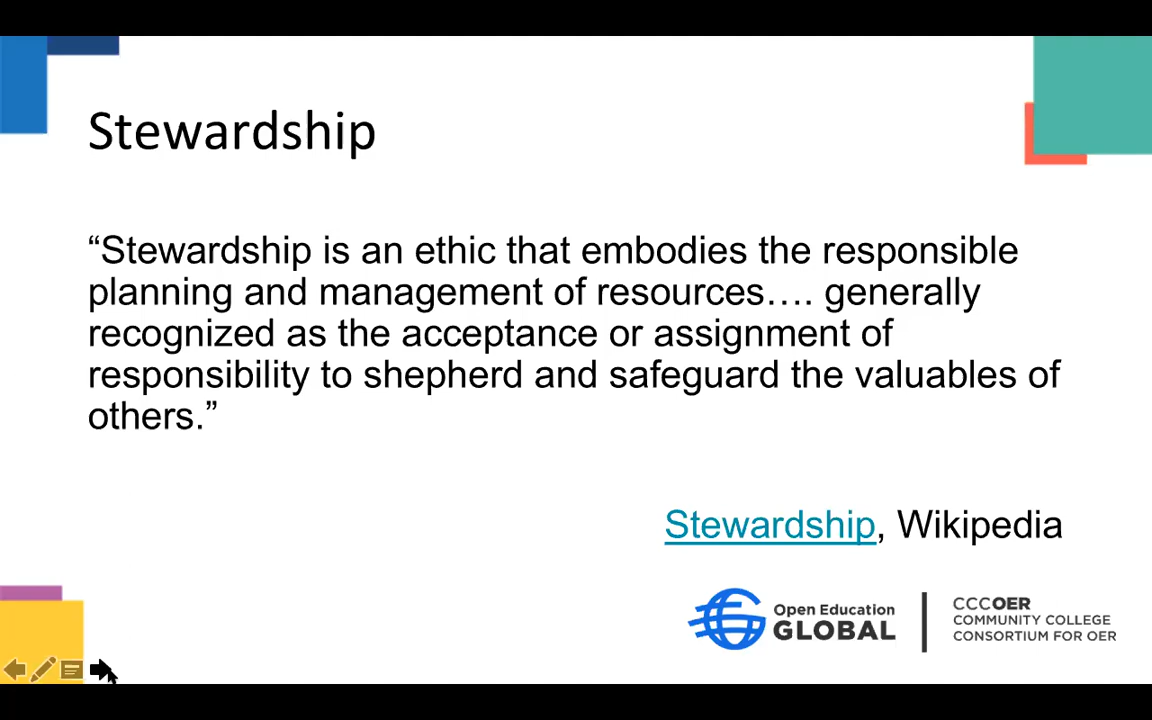 Stewardship
“Stewardship is an ethic that embodies the responsible
planning and management of resources…. generally
recognized as the acceptance or assignment of
responsibility to shepherd and safeguard the valuables of
others.”
Stewardship, Wikipedia
Open Education
GLOBAL
CCCOER
COMMUNITY COLLEGE
CONSORTIUM FOR OER